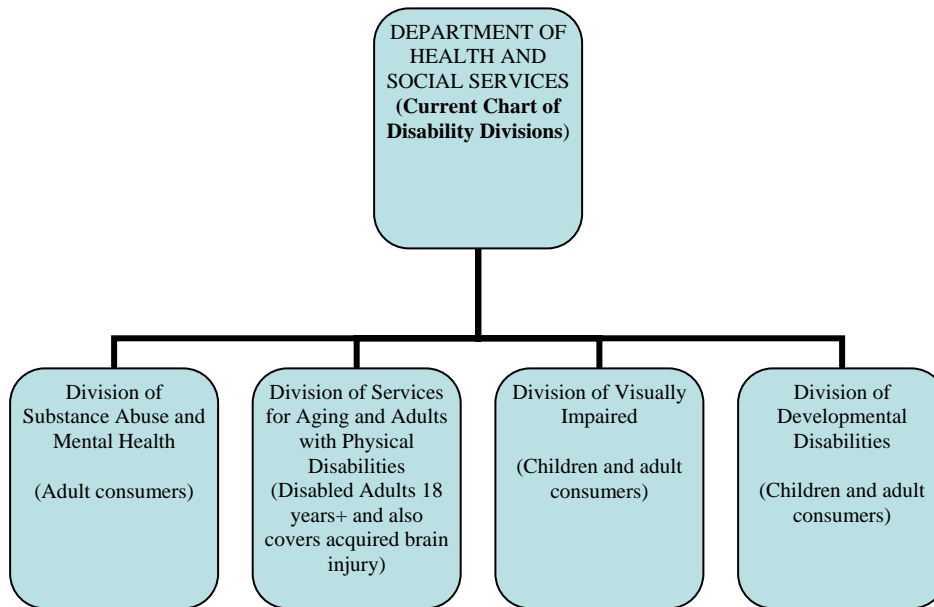 DEPARTMENT OF
HEALTH AND
SOCIAL SERVICES
(Current Chart of
Disability Divisions)
Division of
Substance Abuse and
Mental Health
(Adult consumers)
Division of Services
for Aging and Adults
with Physical
Disabilities
(Disabled Adults 18
years+ and also
covers acquired brain
injury)
Division of Visually
Impaired
(Children and adult
consumers)
Division of
Developmental
Disabilities
(Children and adult
consumers)